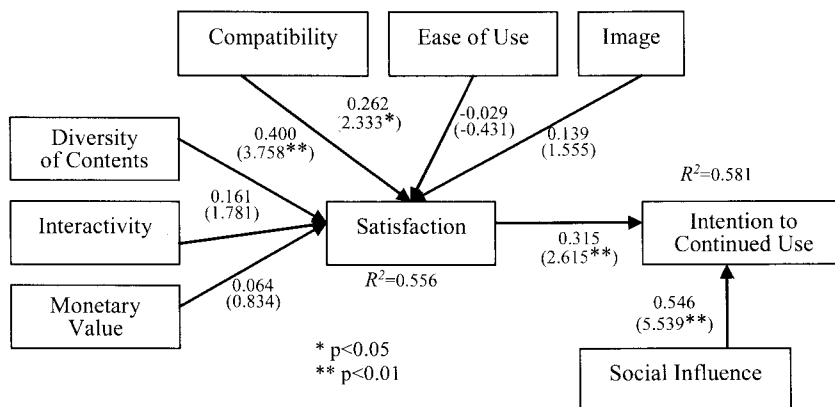 Compatibility
Ease of Use
Image
0.262
(2.333*)
-0.029
(-0.431)
0.139
(1.555)
Diversity
of Contents
0.400
(3.758**)
R²=0.581
Interactivity
0.161
(1.781)
Satisfaction
0.315
(2.615**)
Intention to
Continued Use
R²=0.556
Monetary
Value
0.064
(0.834)
0.546
(5.539**)
* p<0.05
** p<0.01
Social Influence